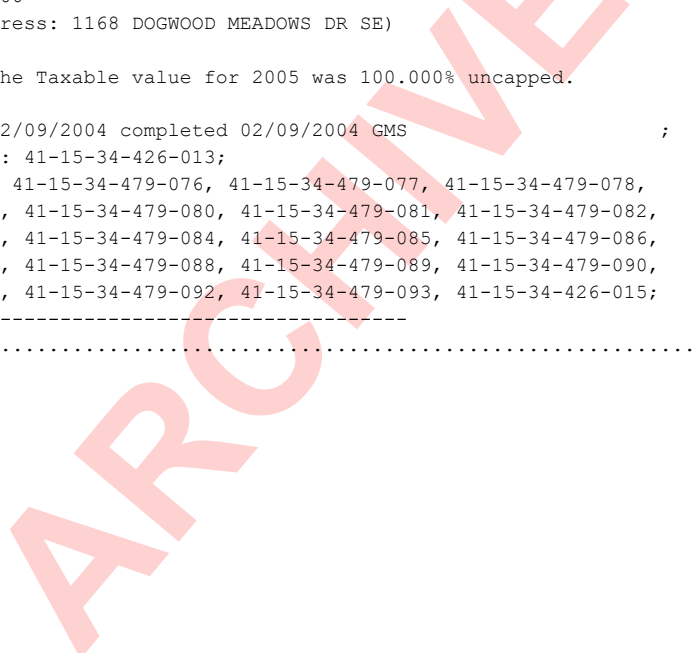 ress: 1168 DOGWOOD MEADOWS DR SE)
he Taxable value for 2005 was 100.000% uncapped.
2/09/2004 completed 02/09/2004 GMS ;
: 41-15-34-426-013;
41-15-34-479-076, 41-15-34-479-077, 41-15-34-479-078,
, 41-15-34-479-080, 41-15-34-479-081, 41-15-34-479-082,
, 41-15-34-479-084, 41-15-34-479-085, 41-15-34-479-086,
, 41-15-34-479-088, 41-15-34-479-089, 41-15-34-479-090,
, 41-15-34-479-092, 41-15-34-479-093, 41-15-34-426-015;
----------------------------------
..........................................................
ARCHIVE